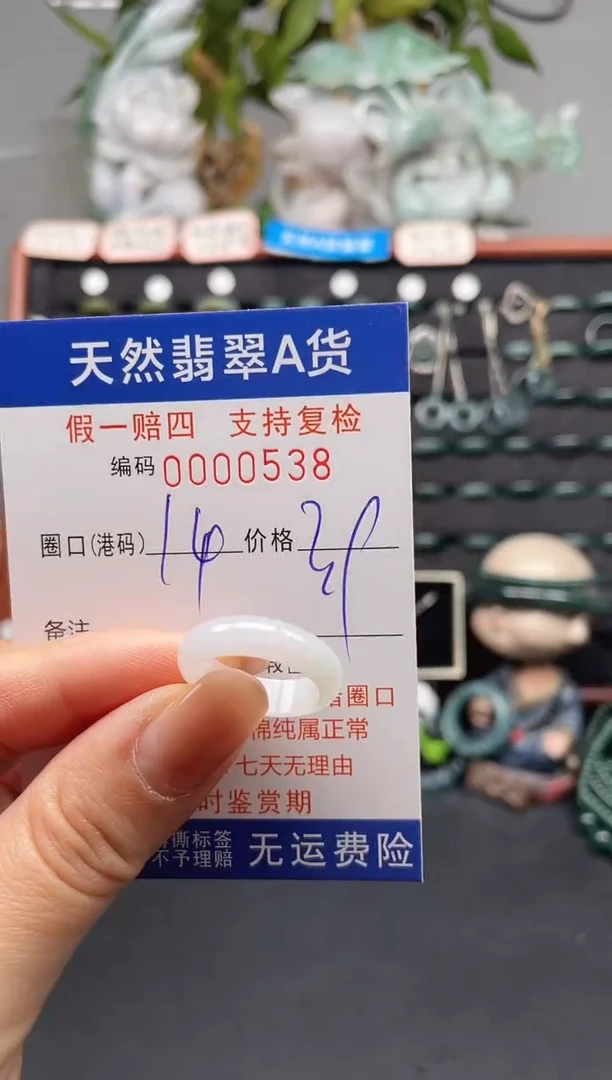 天然翡翠A货
假一赔四 支持复检
编码 0000538
圈口(港码) 14 价格
备注
圈口
棉纯属正常
七天无理由
时鉴赏期
撕标签
不予理赔
无运费险